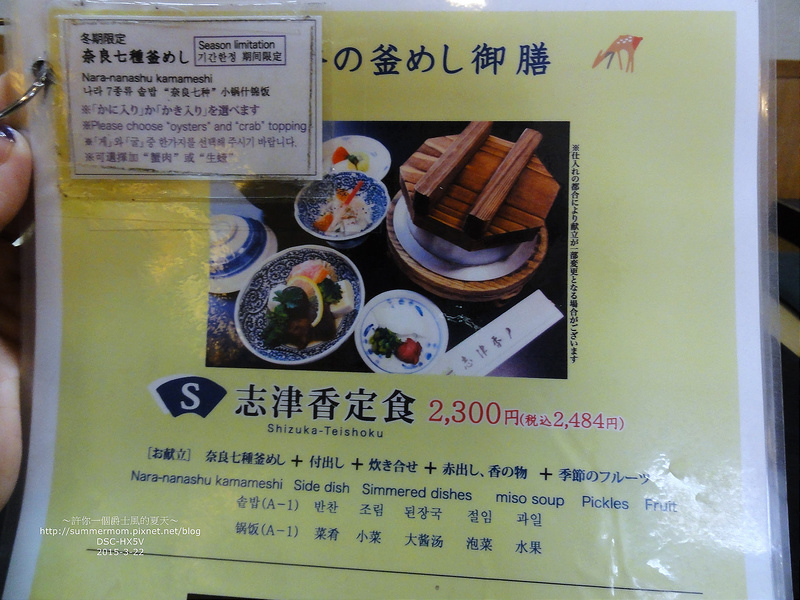 冬期限定
奈良七種釜めし
Season limitation
기간한정 期间限定
Nara-nanashu kamameshi
나라 7종류 솥밥 “奈良七种” 小锅什锦饭
※「かに入り」か「かき入り」を選べます
※Please choose “oysters” and “crab” topping
※「게」와「굴」중 한가지를 선택해 주시기 바랍니다.
※可選擇加 “蟹肉” 或 “生蚝”
の釜めし御膳
※仕入れの都合により献立が一部変更となる場合がございます
志津香
S 志津香定食 2,300円(税込2,484円)
Shizuka-Teishoku
［お献立］ 奈良七種釜めし ＋ 付出し ＋ 炊き合せ ＋ 赤出し、香の物 ＋ 季節のフルーツ
Nara-nanashu kamameshi Side dish Simmered dishes miso soup Pickles Fruit
솥밥(A-1) 반찬 조림 된장국 절임 과일
锅饭(A-1) 菜肴 小菜 大酱汤 泡菜 水果
～許你一個爵士風的夏天～
http://summermom.pixnet.net/blog
DSC-HX5V
2015-3-22